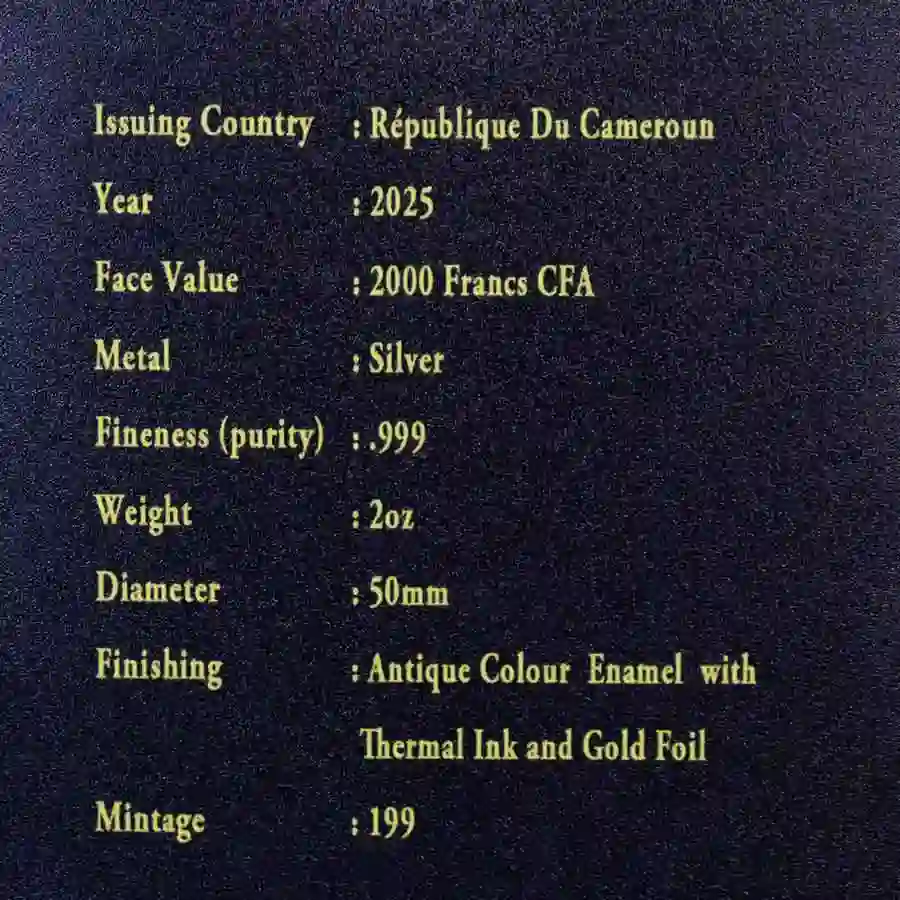 Issuing Country : République Du Cameroun
Year : 2025
Face Value : 2000 Francs CFA
Metal : Silver
Fineness (purity) : .999
Weight : 2oz
Diameter : 50mm
Finishing : Antique Colour Enamel with
Thermal Ink and Gold Foil
Mintage : 199